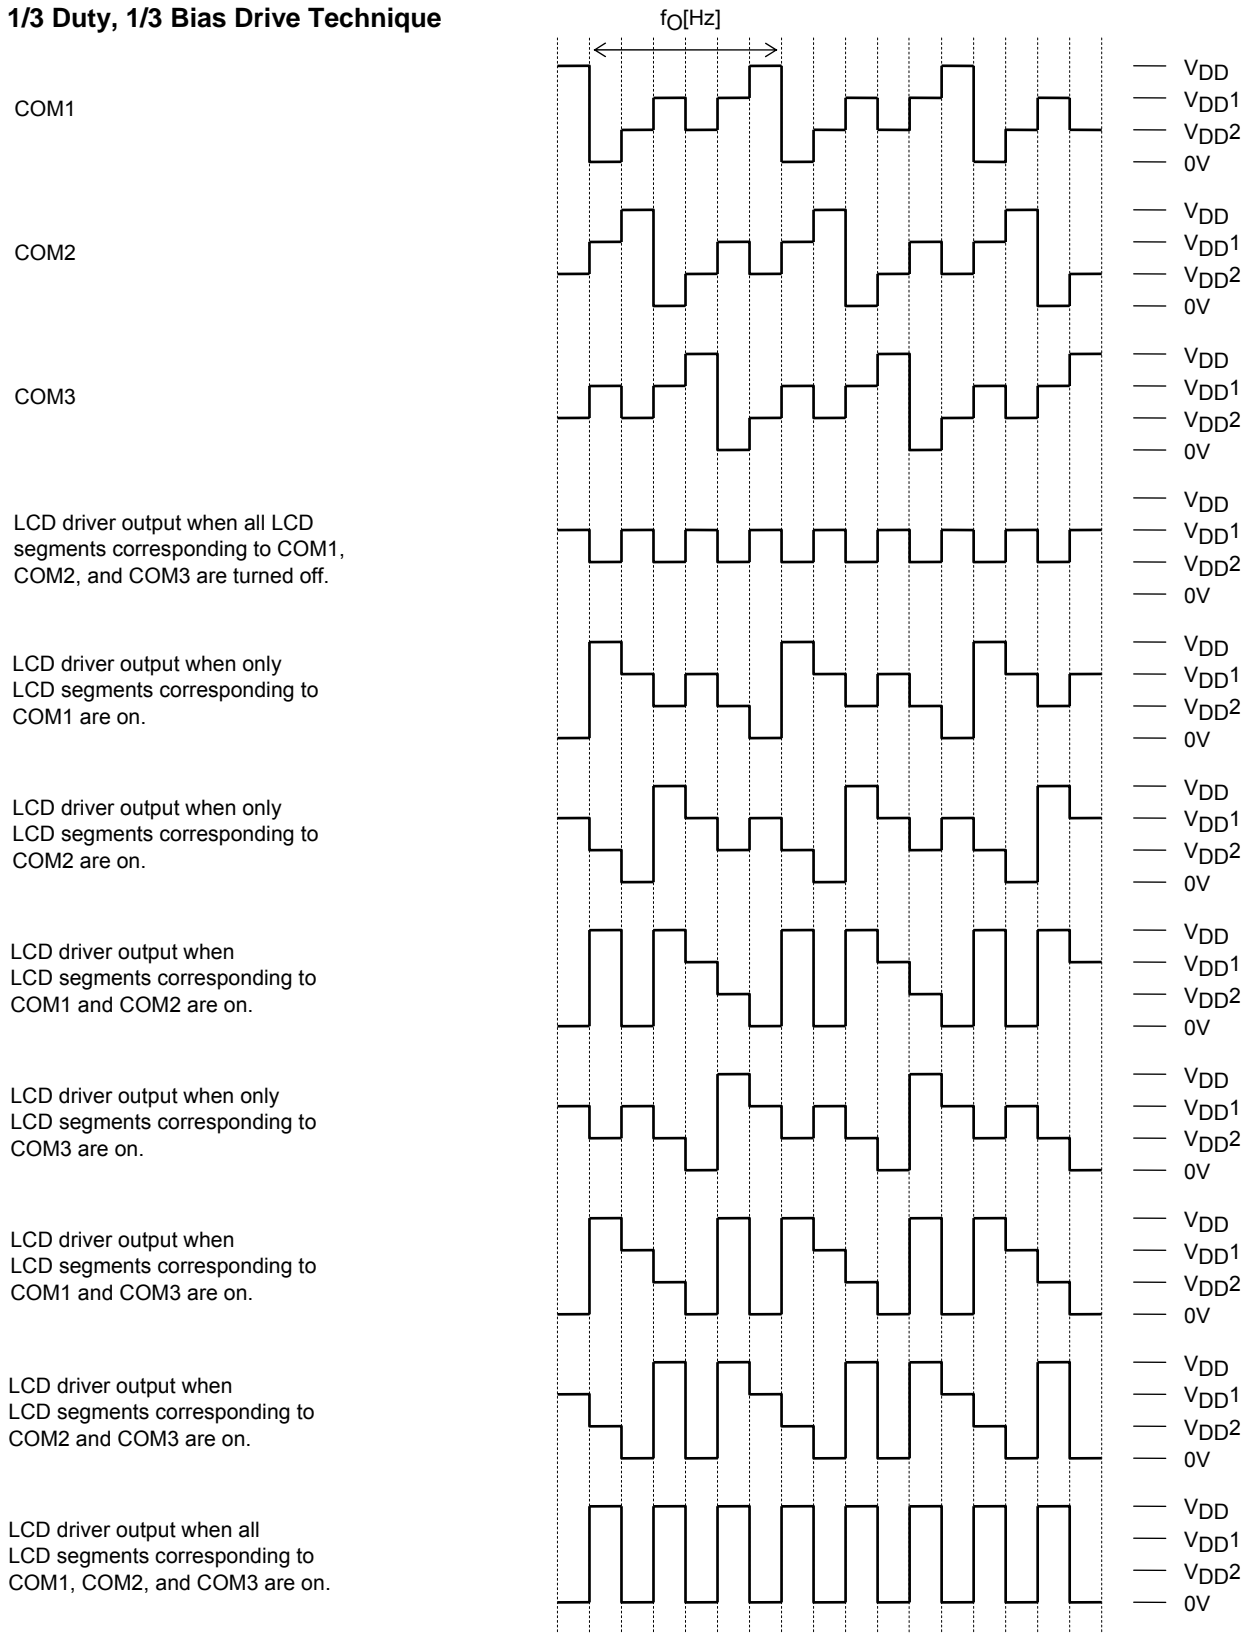 1/3 Duty, 1/3 Bias Drive Technique
fO[Hz]
COM1
VDD
VDD1
VDD2
0V
COM2
VDD
VDD1
VDD2
0V
COM3
VDD
VDD1
VDD2
0V
LCD driver output when all LCD
segments corresponding to COM1,
COM2, and COM3 are turned off.
VDD
VDD1
VDD2
0V
LCD driver output when only
LCD segments corresponding to
COM1 are on.
VDD
VDD1
VDD2
0V
LCD driver output when only
LCD segments corresponding to
COM2 are on.
VDD
VDD1
VDD2
0V
LCD driver output when
LCD segments corresponding to
COM1 and COM2 are on.
VDD
VDD1
VDD2
0V
LCD driver output when only
LCD segments corresponding to
COM3 are on.
VDD
VDD1
VDD2
0V
LCD driver output when
LCD segments corresponding to
COM1 and COM3 are on.
VDD
VDD1
VDD2
0V
LCD driver output when
LCD segments corresponding to
COM2 and COM3 are on.
VDD
VDD1
VDD2
0V
LCD driver output when all
LCD segments corresponding to
COM1, COM2, and COM3 are on.
VDD
VDD1
VDD2
0V